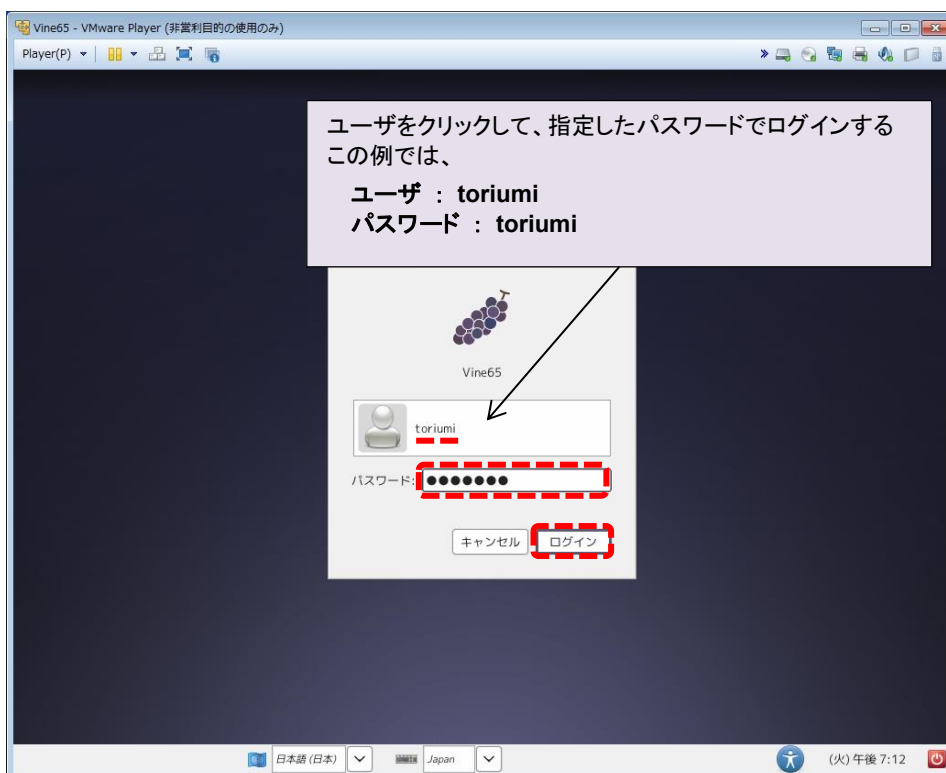 Vine65 - VMware Player (非営利目的の使用のみ)
Player(P)
ユーザをクリックして、指定したパスワードでログインする
この例では、
ユーザ : toriumi
パスワード : toriumi
Vine65
toriumi
パスワード: ●●●●●●●
キャンセル ログイン
日本語 (日本) Japan (火) 午後 7:12